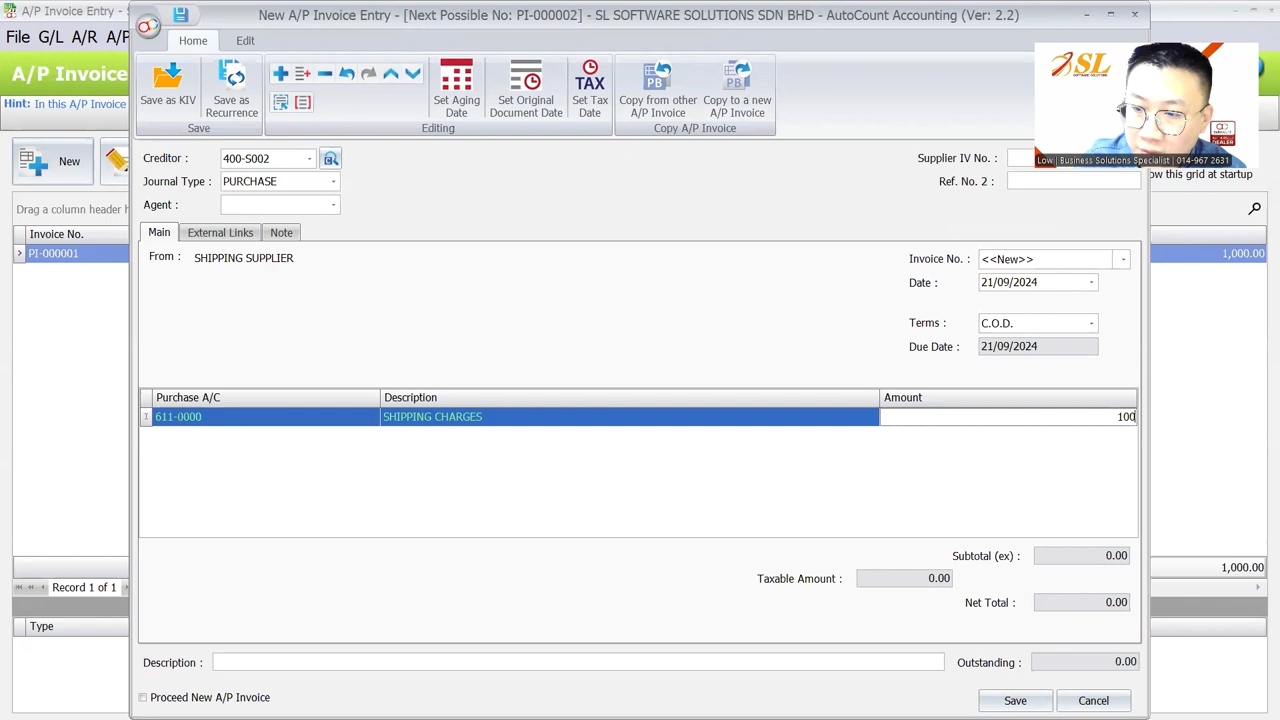 A/P Invoice Entry -
New A/P Invoice Entry - [Next Possible No: PI-000002] - SL SOFTWARE SOLUTIONS SDN BHD - AutoCount Accounting (Ver: 2.2)
File G/L A/R A/P
Home Edit
A/P Invoice
Hint: In this A/P Invoice
Save as KIV
Save as Recurrence
Save
Set Aging Date
Set Original Document Date
TAX
Set Tax Date
Editing
PB
Copy from other A/P Invoice
PB
Copy to a new A/P Invoice
Copy A/P Invoice
SL
SOFTWARE SOLUTIONS
DEALER
Low | Business Solutions Specialist | 014-967 2631
New
ow this grid at startup
Creditor : 400-S002
Supplier IV No. :
Journal Type : PURCHASE
Ref. No. 2 :
Agent :
Drag a column header h
Main External Links Note
Invoice No.
PI-000001
1,000.00
From : SHIPPING SUPPLIER
Invoice No. : <<New>>
Date : 21/09/2024
Terms : C.O.D.
Due Date : 21/09/2024
Purchase A/C Description Amount
611-0000 SHIPPING CHARGES 100
Subtotal (ex) : 0.00
1,000.00
Taxable Amount : 0.00
Record 1 of 1
Net Total : 0.00
Type
Description :
Outstanding : 0.00
Proceed New A/P Invoice
Save Cancel